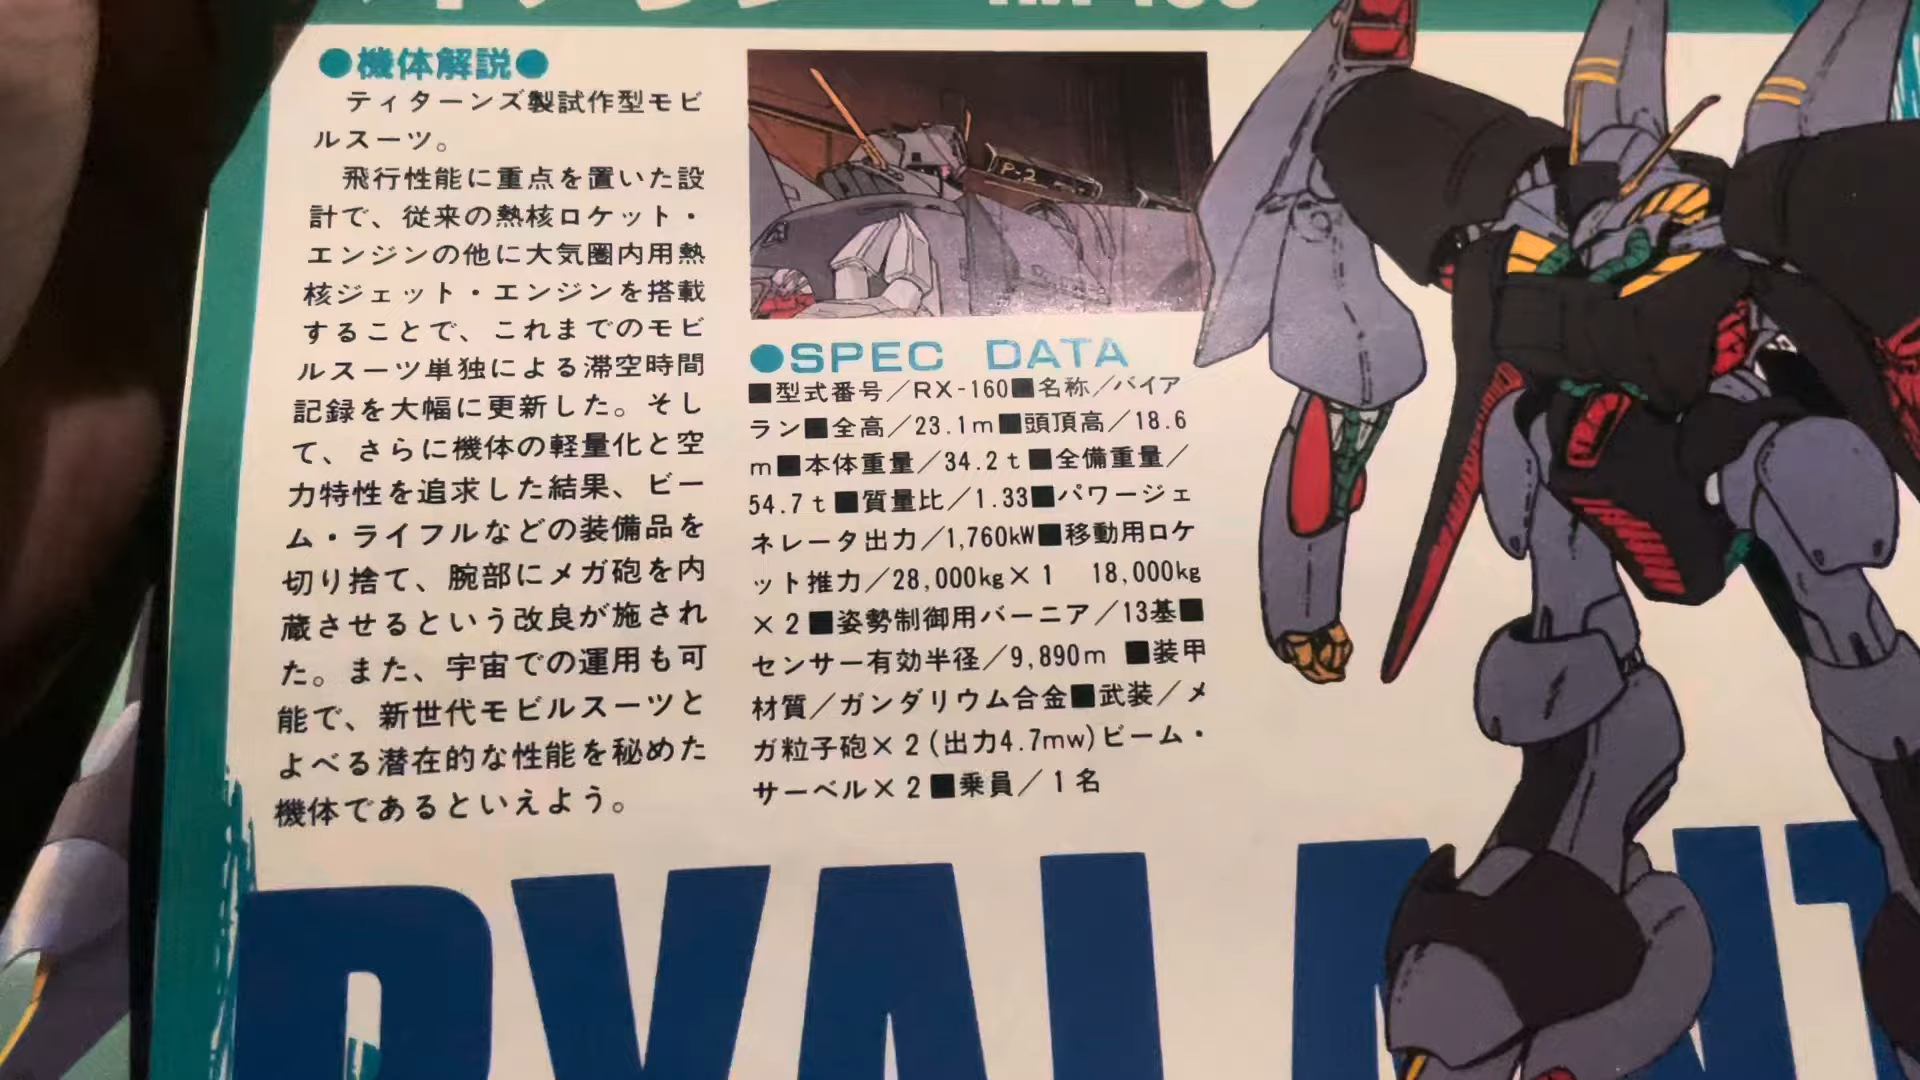 ●機体解説●
ティターンズ製試作型モビ
ルスーツ。
飛行性能に重点を置いた設
計で、従来の熱核ロケット・
エンジンの他に大気圏内用熱
核ジェット・エンジンを搭載
することで、これまでのモビ
ルスーツ単独による滞空時間
記録を大幅に更新した。そし
て、さらに機体の軽量化と空
力特性を追求した結果、ビー
ム・ライフルなどの装備品を
切り捨て、腕部にメガ砲を内
蔵させるという改良が施され
た。また、宇宙での運用も可
能で、新世代モビルスーツと
よべる潜在的な性能を秘めた
機体であるといえよう。
P-2
●SPEC DATA
■型式番号／RX-160■名称／バイア
ラン■全高／23.1m■頭頂高／18.6
m■本体重量／34.2t■全備重量／
54.7t■質量比／1.33■パワージェ
ネレータ出力／1,760kW■移動用ロケ
ット推力／28,000kg×1　18,000kg
×2■姿勢制御用バーニア／13基■
センサー有効半径／9,890m ■装甲
材質／ガンダリウム合金■武装／メ
ガ粒子砲×2(出力4.7mw)ビーム・
サーベル×2■乗員／1名